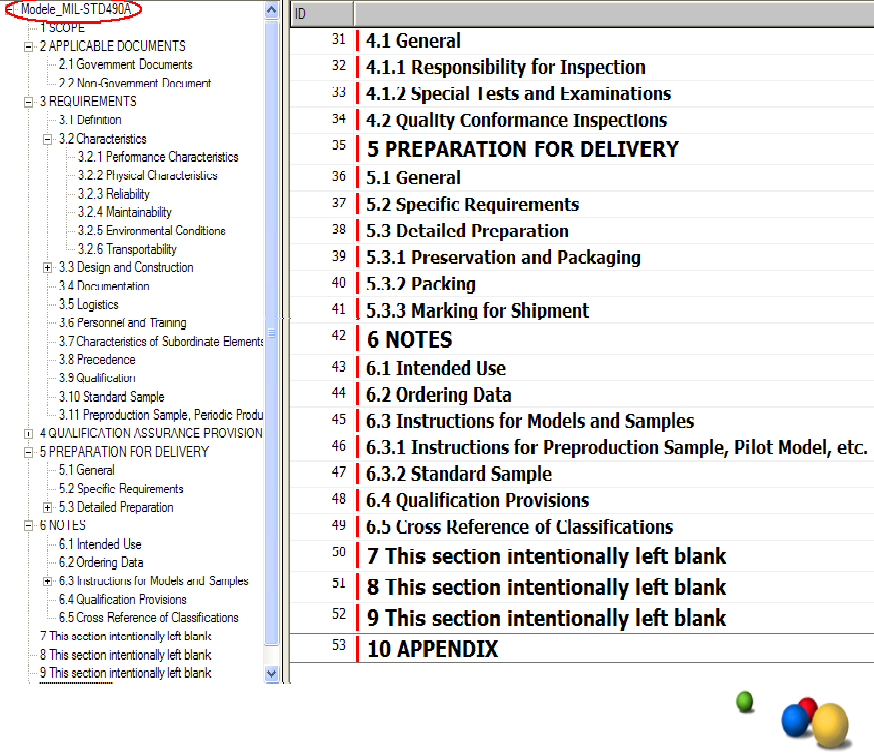 Modele_MIL-STD490A
1 SCOPE
2 APPLICABLE DOCUMENTS
2.1 Government Documents
2.2 Non-Government Document
3 REQUIREMENTS
3.1 Definition
3.2 Characteristics
3.2.1 Performance Characteristics
3.2.2 Physical Characteristics
3.2.3 Reliability
3.2.4 Maintainability
3.2.5 Environmental Conditions
3.2.6 Transportability
3.3 Design and Construction
3.4 Documentation
3.5 Logistics
3.6 Personnel and Training
3.7 Characteristics of Subordinate Elements
3.8 Precedence
3.9 Qualification
3.10 Standard Sample
3.11 Preproduction Sample, Periodic Produ
4 QUALIFICATION ASSURANCE PROVISION
5 PREPARATION FOR DELIVERY
5.1 General
5.2 Specific Requirements
5.3 Detailed Preparation
6 NOTES
6.1 Intended Use
6.2 Ordering Data
6.3 Instructions for Models and Samples
6.4 Qualification Provisions
6.5 Cross Reference of Classifications
7 This section intentionally left blank
8 This section intentionally left blank
9 This section intentionally left blank
ID
31 4.1 General
32 4.1.1 Responsibility for Inspection
33 4.1.2 Special Tests and Examinations
34 4.2 Quality Conformance Inspections
35 5 PREPARATION FOR DELIVERY
36 5.1 General
37 5.2 Specific Requirements
38 5.3 Detailed Preparation
39 5.3.1 Preservation and Packaging
40 5.3.2 Packing
41 5.3.3 Marking for Shipment
42 6 NOTES
43 6.1 Intended Use
44 6.2 Ordering Data
45 6.3 Instructions for Models and Samples
46 6.3.1 Instructions for Preproduction Sample, Pilot Model, etc.
47 6.3.2 Standard Sample
48 6.4 Qualification Provisions
49 6.5 Cross Reference of Classifications
50 7 This section intentionally left blank
51 8 This section intentionally left blank
52 9 This section intentionally left blank
53 10 APPENDIX